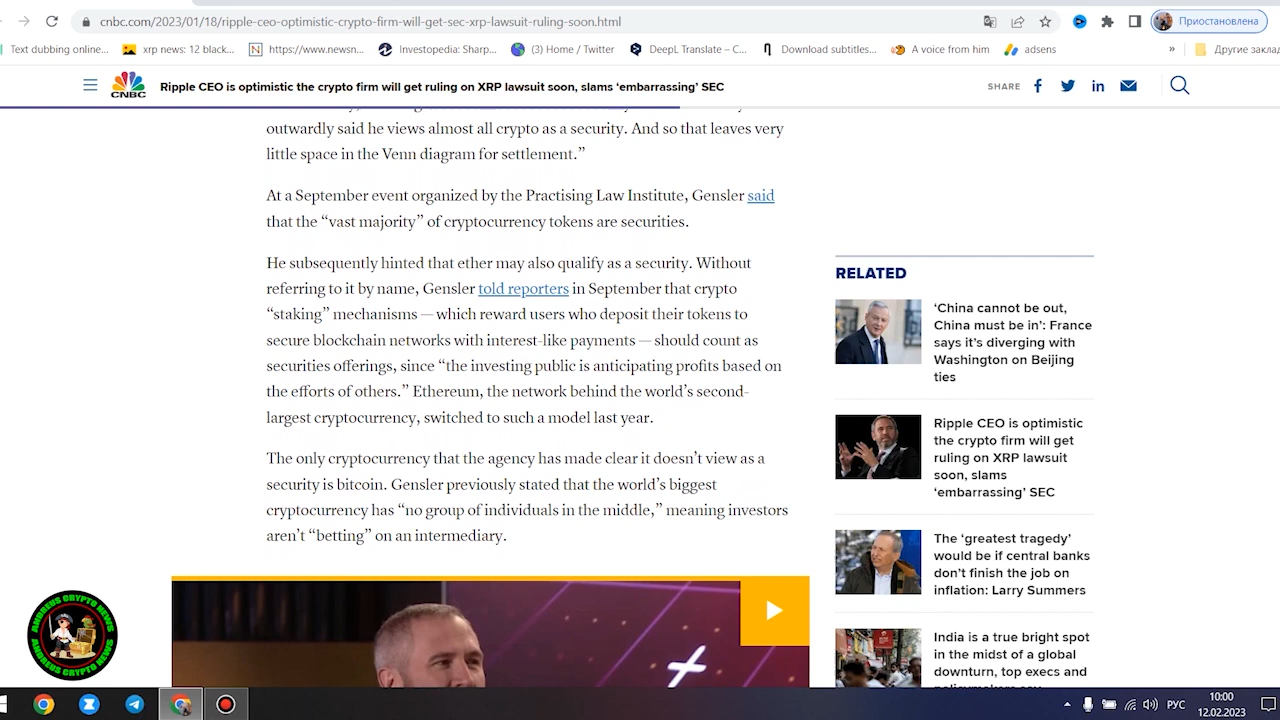 cnbc.com/2023/01/18/ripple-ceo-optimistic-crypto-firm-will-get-sec-xrp-lawsuit-ruling-soon.html
Приостановлена
Text dubbing online...
xrp news: 12 black...
https://www.newsn...
Investopedia: Sharp...
(3) Home / Twitter
DeepL Translate – C...
Download subtitles...
A voice from him
adsens
»
Другие закла
CNBC
Ripple CEO is optimistic the crypto firm will get ruling on XRP lawsuit soon, slams ‘embarrassing’ SEC
SHARE
outwardly said he views almost all crypto as a security. And so that leaves very
little space in the Venn diagram for settlement.”
At a September event organized by the Practising Law Institute, Gensler said
that the “vast majority” of cryptocurrency tokens are securities.
He subsequently hinted that ether may also qualify as a security. Without
referring to it by name, Gensler told reporters in September that crypto
“staking” mechanisms — which reward users who deposit their tokens to
secure blockchain networks with interest-like payments — should count as
securities offerings, since “the investing public is anticipating profits based on
the efforts of others.” Ethereum, the network behind the world’s second-
largest cryptocurrency, switched to such a model last year.
The only cryptocurrency that the agency has made clear it doesn’t view as a
security is bitcoin. Gensler previously stated that the world’s biggest
cryptocurrency has “no group of individuals in the middle,” meaning investors
aren’t “betting” on an intermediary.
RELATED
‘China cannot be out,
China must be in’: France
says it’s diverging with
Washington on Beijing
ties
Ripple CEO is optimistic
the crypto firm will get
ruling on XRP lawsuit
soon, slams
‘embarrassing’ SEC
The ‘greatest tragedy’
would be if central banks
don’t finish the job on
inflation: Larry Summers
India is a true bright spot
in the midst of a global
downturn, top execs and
ANDREUS CRYPTO NEWS
ANDREUS CRYPTO NEWS
РУС
10:00
12.02.2023